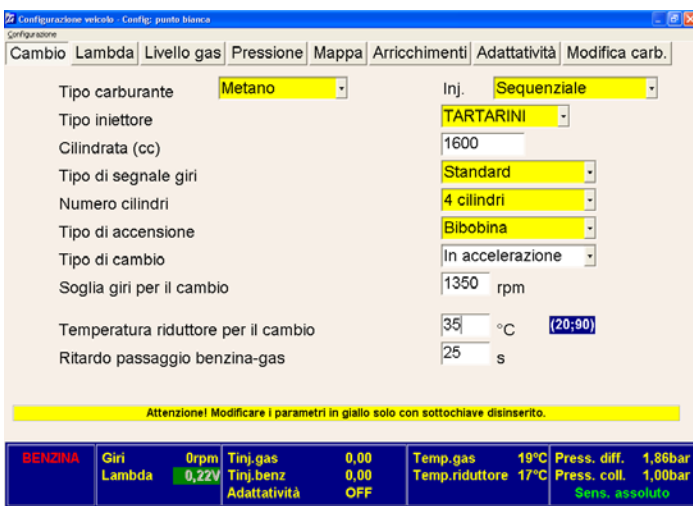 Configurazione veicolo - Config: punto bianca
Configurazione
Cambio Lambda Livello gas Pressione Mappa Arricchimenti Adattatività Modifica carb.
Tipo carburante Metano Inj. Sequenziale
Tipo iniettore TARTARINI
Cilindrata (cc) 1600
Tipo di segnale giri Standard
Numero cilindri 4 cilindri
Tipo di accensione Bibobina
Tipo di cambio In accelerazione
Soglia giri per il cambio 1350 rpm
Temperatura riduttore per il cambio 35 °C (20;90)
Ritardo passaggio benzina-gas 25 s
Attenzione! Modificare i parametri in giallo solo con sottochiave disinserito.
BENZINA Giri 0rpm Tinj.gas 0,00 Temp.gas 19°C Press. diff. 1,86bar
Lambda 0,22V Tinj.benz 0,00 Temp.riduttore 17°C Press. coll. 1,00bar
Adattatività OFF Sens. assoluto